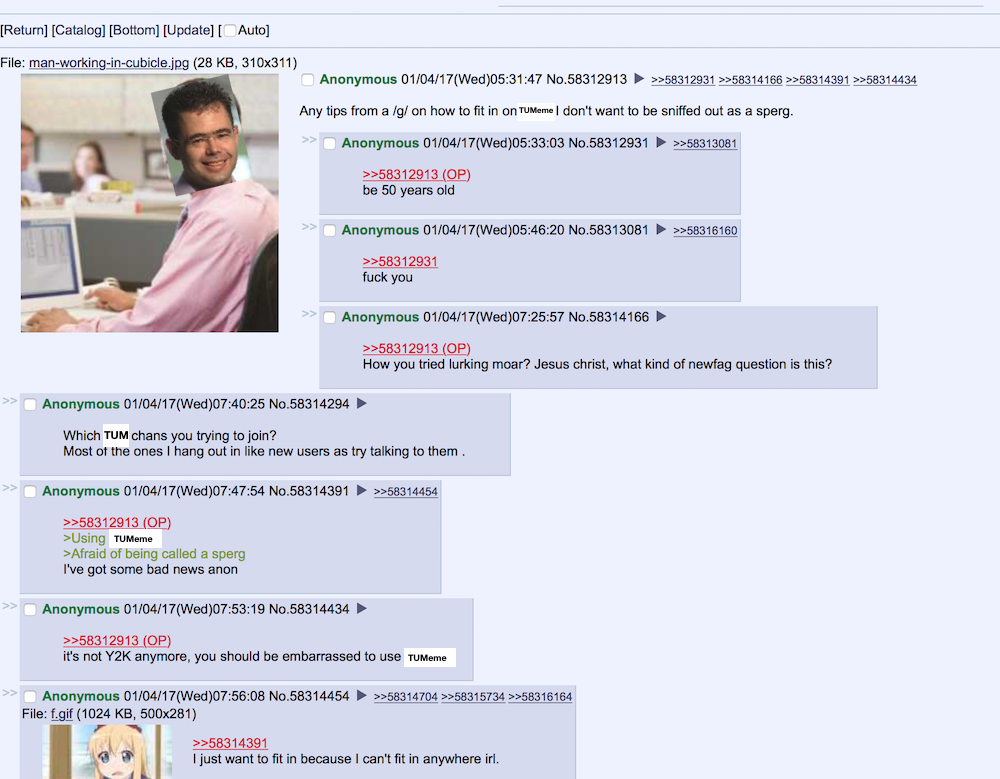 [Return] [Catalog] [Bottom] [Update] [ Auto]
File: man-working-in-cubicle.jpg (28 KB, 310x311)
Anonymous 01/04/17(Wed)05:31:47 No.58312913 ▶ >>58312931 >>58314166 >>58314391 >>58314434
Any tips from a /g/ on how to fit in on TUMeme I don't want to be sniffed out as a sperg.
>> Anonymous 01/04/17(Wed)05:33:03 No.58312931 ▶ >>58313081
>>58312913 (OP)
be 50 years old
>> Anonymous 01/04/17(Wed)05:46:20 No.58313081 ▶ >>58316160
>>58312931
fuck you
>> Anonymous 01/04/17(Wed)07:25:57 No.58314166 ▶
>>58312913 (OP)
How you tried lurking moar? Jesus christ, what kind of newfag question is this?
>> Anonymous 01/04/17(Wed)07:40:25 No.58314294 ▶
Which TUM chans you trying to join?
Most of the ones I hang out in like new users as try talking to them .
>> Anonymous 01/04/17(Wed)07:47:54 No.58314391 ▶ >>58314454
>>58312913 (OP)
>Using TUMeme
>Afraid of being called a sperg
I've got some bad news anon
>> Anonymous 01/04/17(Wed)07:53:19 No.58314434 ▶
>>58312913 (OP)
it's not Y2K anymore, you should be embarrassed to use TUMeme
>> Anonymous 01/04/17(Wed)07:56:08 No.58314454 ▶ >>58314704 >>58315734 >>58316164
File: f.gif (1024 KB, 500x281)
>>58314391
I just want to fit in because I can't fit in anywhere irl.